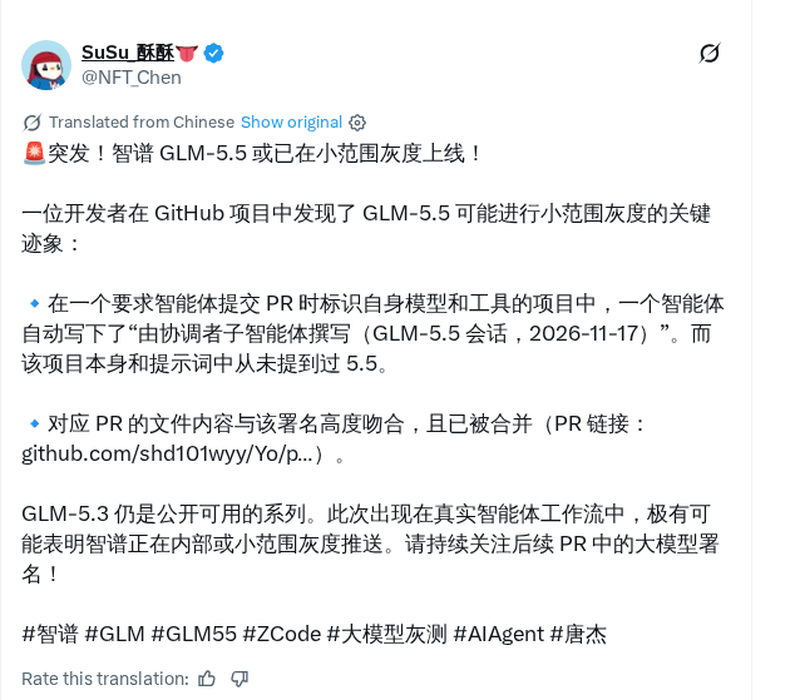 SuSu_酥酥👅
@NFT_Chen
Translated from Chinese Show original
🚨突发！智谱 GLM-5.5 或已在小范围灰度上线！
一位开发者在 GitHub 项目中发现了 GLM-5.5 可能进行小范围灰度的关键
迹象：
🔹在一个要求智能体提交 PR 时标识自身模型和工具的项目中，一个智能体
自动写下了“由协调者子智能体撰写（GLM-5.5 会话，2026-11-17）”。而
该项目本身和提示词中从未提到过 5.5。
🔹对应 PR 的文件内容与该署名高度吻合，且已被合并（PR 链接：
github.com/shd101wyy/Yo/p...）。
GLM-5.3 仍是公开可用的系列。此次出现在真实智能体工作流中，极有可
能表明智谱正在内部或小范围灰度推送。请持续关注后续 PR 中的大模型署
名！
#智谱 #GLM #GLM55 #ZCode #大模型灰测 #AIAgent #唐杰
Rate this translation: